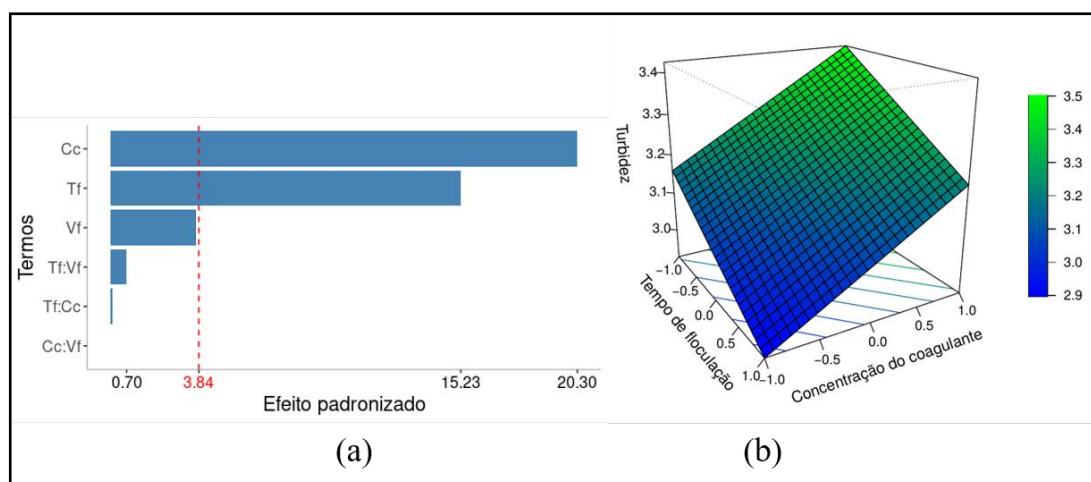 Termos
Cc
Tf
Vf
Tf:Vf
Tf:Cc
Cc:Vf
0.70
3.84
15.23
20.30
Efeito padronizado
(a)
Turbidez
3.4
3.3
3.2
3.1
3.0
-1.0
-0.5
0.0
0.5
1.0
Tempo de floculação
-1.0
-0.5
0.0
0.5
1.0
Concentração do coagulante
3.5
3.4
3.3
3.2
3.1
3.0
2.9
(b)